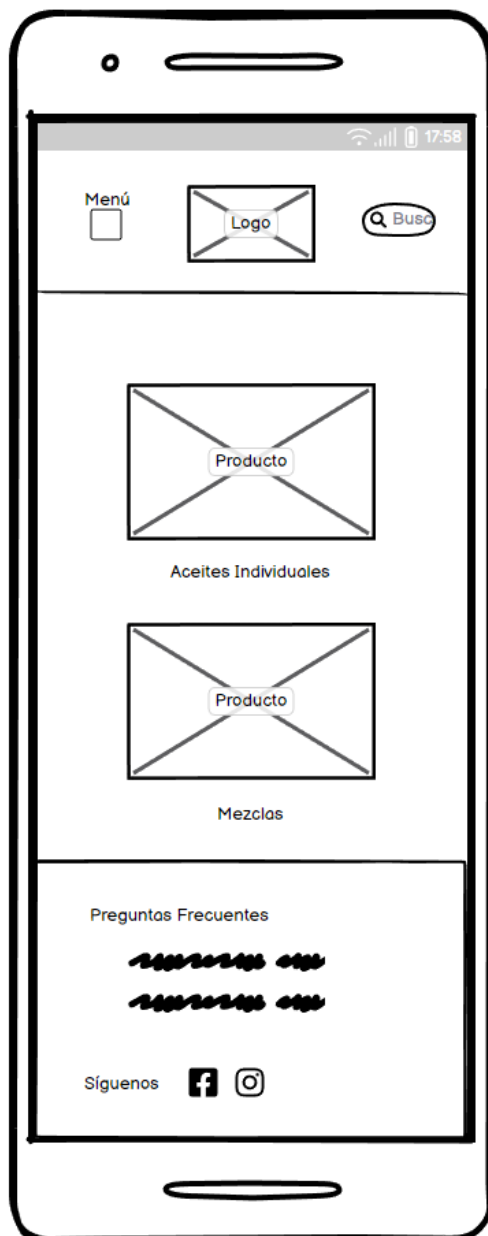 17:58
Menú
Logo
Busc
Producto
Aceites Individuales
Producto
Mezclas
Preguntas Frecuentes
Síguenos